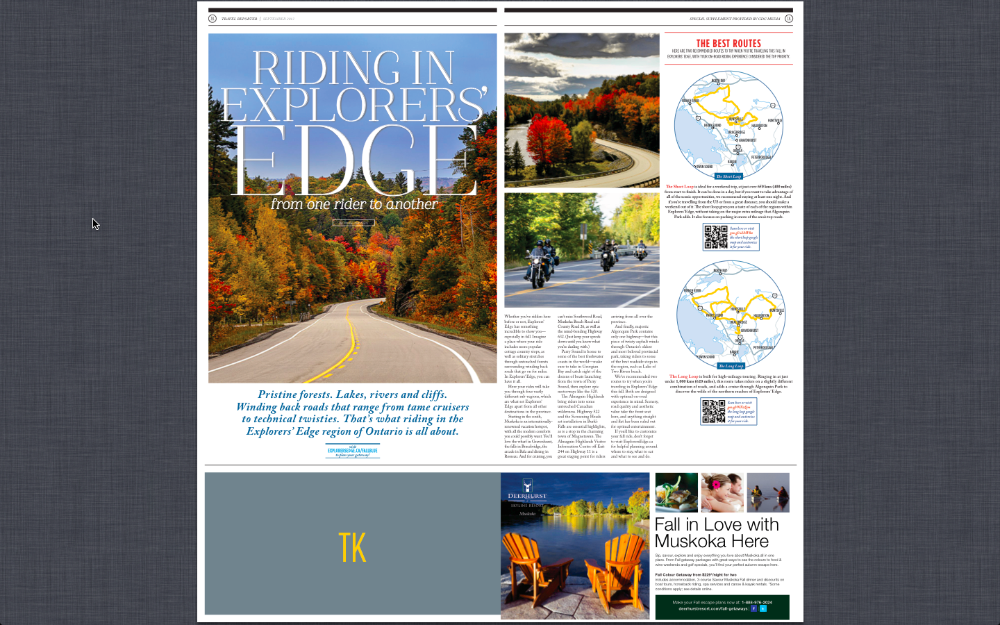 TRAVEL REPORTER | SEPTEMBER 2013
SPECIAL SUPPLEMENT PROVIDED BY GDC MEDIA
RIDING IN
EXPLORERS'
EDGE
from one rider to another
Pristine forests. Lakes, rivers and cliffs.
Winding back roads that range from tame cruisers
to technical twisties. That's what riding in the
Explorers' Edge region of Ontario is all about.
visit
EXPLORERSEDGE.CA/FALLBLUE
to plan your getaway!
Whether you've ridden here
before or not, Explorers'
Edge has something
incredible to show you—
especially in fall. Imagine
a place where your ride
includes more popular
cottage country stops, as
well as solitary stretches
through untouched forests
surrounding winding back
roads that go on for miles.
In Explorers' Edge, you can
have it all.
Here your rides will take
you through four vastly
different sub-regions, which
are what set Explorers'
Edge apart from all other
destinations in the province.
Starting in the south,
Muskoka is an internationally-
renowned vacation hotspot,
with all the modern comforts
you could possibly want. You'll
love the wharf in Gravenhurst,
the falls in Bracebridge, the
arcade in Bala and dining in
Rosseau. And for cruising, you
can't miss Southwood Road,
Muskoka Beach Road and
County Road 26, as well as
the mind-bending Highway
632. (Just keep your speeds
down until you know what
you're dealing with.)
Parry Sound is home to
some of the best freshwater
coasts in the world—make
sure to take in Georgian
Bay and catch sight of the
dozens of boats launching
from the town of Parry
Sound, then explore epic
motorways like the 520.
The Almaguin Highlands
bring riders into some
untouched Canadian
wilderness. Highway 522
and the Screaming Heads
art installation in Burk's
Falls are essential highlights,
as is a stop in the charming
town of Magnetawan. The
Almaguin Highlands Visitor
Information Centre off Exit
244 on Highway 11 is a
great staging point for riders
arriving from all over the
province.
And finally, majestic
Algonquin Park contains
only one highway—but this
piece of twisty asphalt winds
through Ontario's oldest
and most beloved provincial
park, taking riders to some
of the best roadside stops in
the region, such as Lake of
Two Rivers beach.
We've recommended two
routes to try when you're
traveling in Explorers' Edge
this fall. Both are designed
with optimal on-road
experience in mind. Scenery,
road quality and aesthetic
value take the front seat
here, and anything straight
and flat has been ruled out
for optimal entertainment.
If you'd like to customize
your fall ride, don't forget
to visit ExplorersEdge.ca
for helpful planning around
where to stay, what to eat
and what to see and do.
THE BEST ROUTES
HERE ARE TWO RECOMMENDED ROUTES TO TRY WHEN YOU'RE TRAVELING THIS FALL IN
EXPLORERS' EDGE, WITH YOUR ON-ROAD RIDING EXPERIENCE CONSIDERED THE TOP PRIORITY.
NORTH BAY
FRENCH RIVER
HUNTSVILLE
HUNTSVILLE
PARRY SOUND
HALIBURTON
BRACEBRIDGE
GRAVENHURST
ORILLIA
PETERBOROUGH
BARRIE
OWEN SOUND
The Short Loop
The Short Loop is ideal for a weekend trip, at just over 650 kms (400 miles)
from start to finish. It can be done in a day, but if you want to take advantage of
all of the scenic opportunities, we recommend staying at least one night. And
if you're travelling from the US or from a great distance, you should make a
weekend out of it. The short loop gives you a taste of each of the regions within
Explorers' Edge, without taking on the major extra mileage that Algonquin
Park adds. It also focuses on packing in more of the area's top roads.
Scan here or visit
the short loop google
map and customize
it for your ride.
NORTH BAY
FRENCH RIVER
HUNTSVILLE
HUNTSVILLE
PARRY SOUND
HALIBURTON
BRACEBRIDGE
GRAVENHURST
ORILLIA
PETERBOROUGH
BARRIE
OWEN SOUND
The Long Loop
The Long Loop is built for high-mileage touring. Ringing in at just
under 1,000 kms (620 miles), this route takes riders on a slightly different
combination of roads, and adds a cruise through Algonquin Park to
discover the wilds of the northern reaches of Explorers' Edge.
Scan here or visit
the long loop google
map and customize
it for your ride.
TK
DEERHURST
SKYLINE RESORT
Muskoka
Fall in Love with
Muskoka Here
Sip, savour, explore and enjoy everything you love about Muskoka all in one
place. From Fall getaway packages with great ways to see the colours to food &
wine weekends and golf specials, you'll find your perfect autumn escape here.
Fall Colour Getaway from $229*/night for two
includes accommodation, 3-course Savour Muskoka Fall dinner and discounts on
boat tours, horseback riding, spa services and canoe & kayak rentals. *Some
conditions apply; see details online.
Make your Fall escape plans now at: 1-888-976-2024
deerhurstresort.com/fall-getaways |